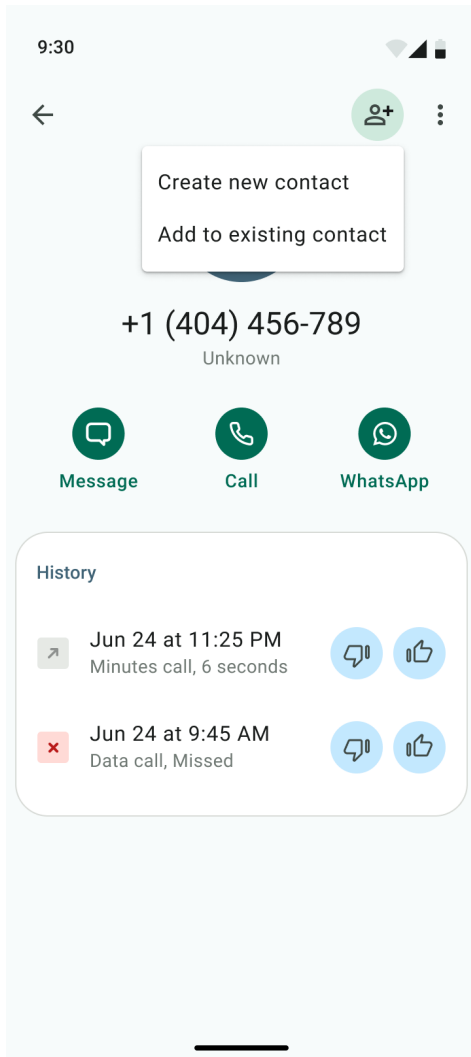 9:30
Create new contact
Add to existing contact
+1 (404) 456-789
Unknown
Message Call WhatsApp
History
Jun 24 at 11:25 PM
Minutes call, 6 seconds
Jun 24 at 9:45 AM
Data call, Missed